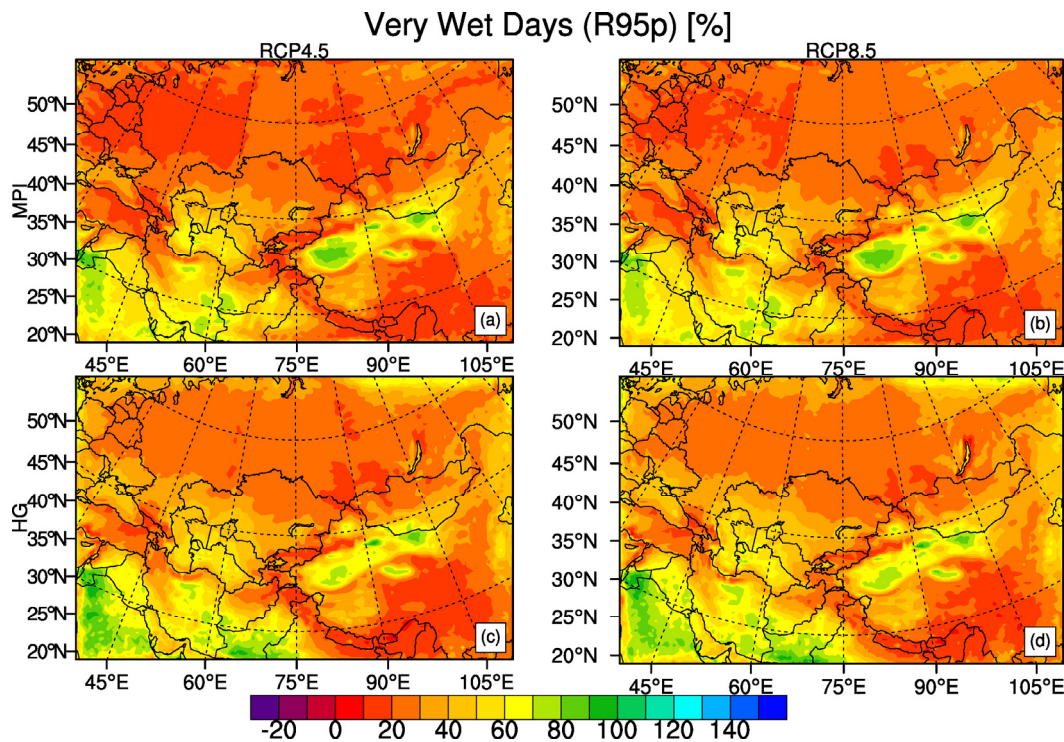 Very Wet Days (R95p) [%]
RCP4.5
RCP8.5
MPI
50°N
45°N
40°N
35°N
30°N
25°N
20°N
(a)
45°E
60°E
75°E
90°E
105°E
50°N
45°N
40°N
35°N
30°N
25°N
20°N
(b)
45°E
60°E
75°E
90°E
105°E
HG
50°N
45°N
40°N
35°N
30°N
25°N
20°N
(c)
45°E
60°E
75°E
90°E
105°E
50°N
45°N
40°N
35°N
30°N
25°N
20°N
(d)
45°E
60°E
75°E
90°E
105°E
-20 0 20 40 60 80 100 120 140